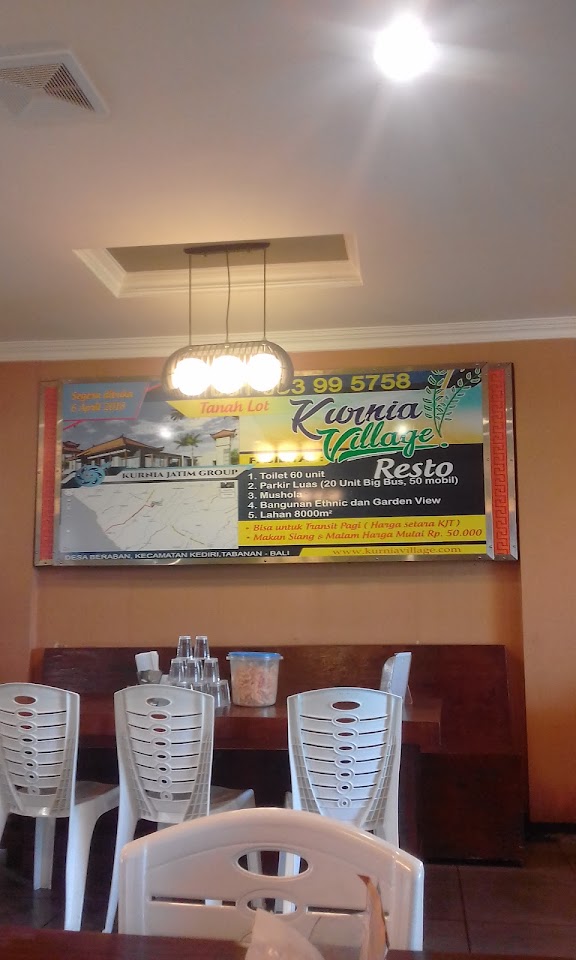 Segera dibuka
6 April 2018
3 99 5758
Tanah Lot
Kurnia
Village
Resto
KURNIA JATIM GROUP
1. Toilet 60 unit
2. Parkir Luas (20 Unit Big Bus, 50 mobil)
3. Mushola
4. Bangunan Ethnic dan Garden View
5. Lahan 8000m²
• Bisa untuk Transit Pagi ( Harga setara KJT )
• Makan Siang & Malam Harga Mulai Rp. 50.000
DESA BERABAN, KECAMATAN KEDIRI,TABANAN - BALI
www.kurniavillage.com